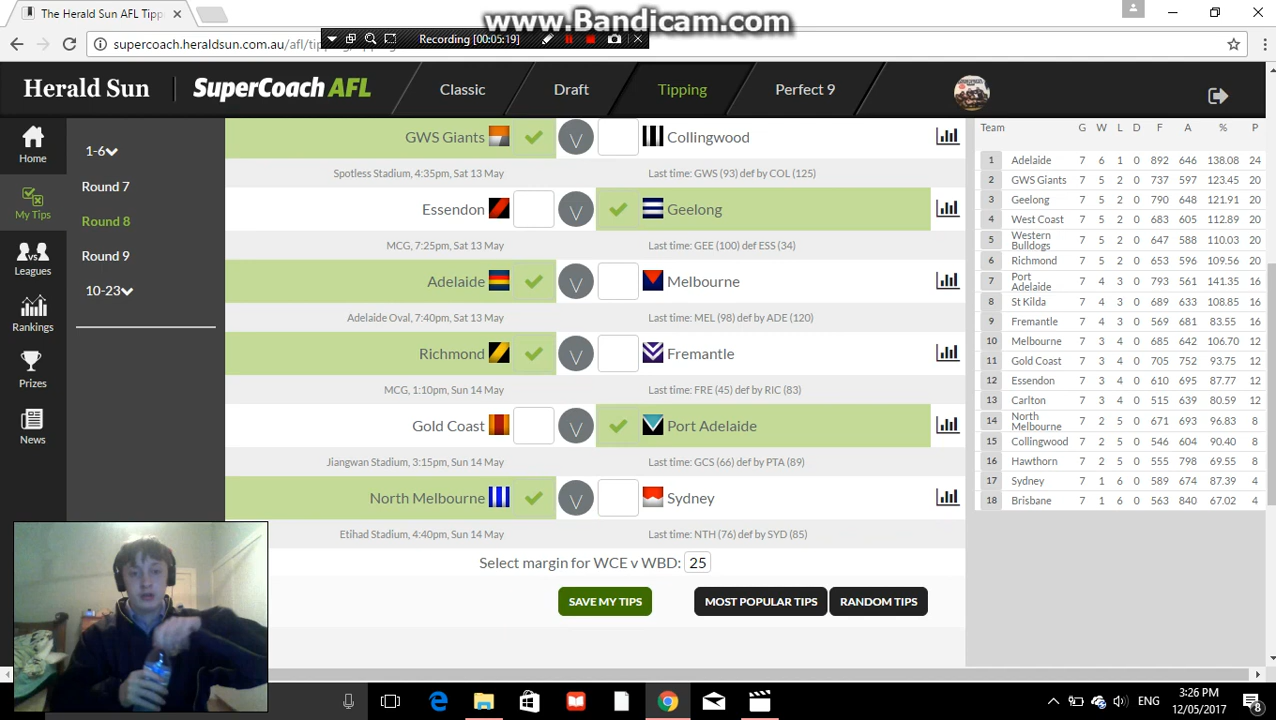 www.Bandicam.com
The Herald Sun AFL Tipp
Recording [00:05:19]
supercoach.heraldsun.com.au/afl/tip
Herald Sun
SuperCoach AFL
Classic
Draft
Tipping
Perfect 9
Home
My Tips
Leagues
VS
Rankings
Prizes
News
1-6
Round 7
Round 8
Round 9
10-23
GWS Giants V Collingwood
Spotless Stadium, 4:35pm, Sat 13 May Last time: GWS (93) def by COL (125)
Essendon V Geelong
MCG, 7:25pm, Sat 13 May Last time: GEE (100) def ESS (34)
Adelaide V Melbourne
Adelaide Oval, 7:40pm, Sat 13 May Last time: MEL (98) def by ADE (120)
Richmond V Fremantle
MCG, 1:10pm, Sun 14 May Last time: FRE (45) def by RIC (83)
Gold Coast V Port Adelaide
Jiangwan Stadium, 3:15pm, Sun 14 May Last time: GCS (66) def by PTA (89)
North Melbourne V Sydney
Etihad Stadium, 4:40pm, Sun 14 May Last time: NTH (76) def by SYD (85)
Select margin for WCE v WBD: 25
SAVE MY TIPS
MOST POPULAR TIPS
RANDOM TIPS
Team G W L D F A % P
1 Adelaide 7 6 1 0 892 646 138.08 24
2 GWS Giants 7 5 2 0 737 597 123.45 20
3 Geelong 7 5 2 0 790 648 121.91 20
4 West Coast 7 5 2 0 683 605 112.89 20
5 Western Bulldogs 7 5 2 0 647 588 110.03 20
6 Richmond 7 5 2 0 653 596 109.56 20
7 Port Adelaide 7 4 3 0 793 561 141.35 16
8 St Kilda 7 4 3 0 689 633 108.85 16
9 Fremantle 7 4 3 0 569 681 83.55 16
10 Melbourne 7 3 4 0 685 642 106.70 12
11 Gold Coast 7 3 4 0 705 752 93.75 12
12 Essendon 7 3 4 0 610 695 87.77 12
13 Carlton 7 3 4 0 515 639 80.59 12
14 North Melbourne 7 2 5 0 671 693 96.83 8
15 Collingwood 7 2 5 0 546 604 90.40 8
16 Hawthorn 7 2 5 0 555 798 69.55 8
17 Sydney 7 1 6 0 589 674 87.39 4
18 Brisbane 7 1 6 0 563 840 67.02 4
ENG
3:26 PM
12/05/2017
8